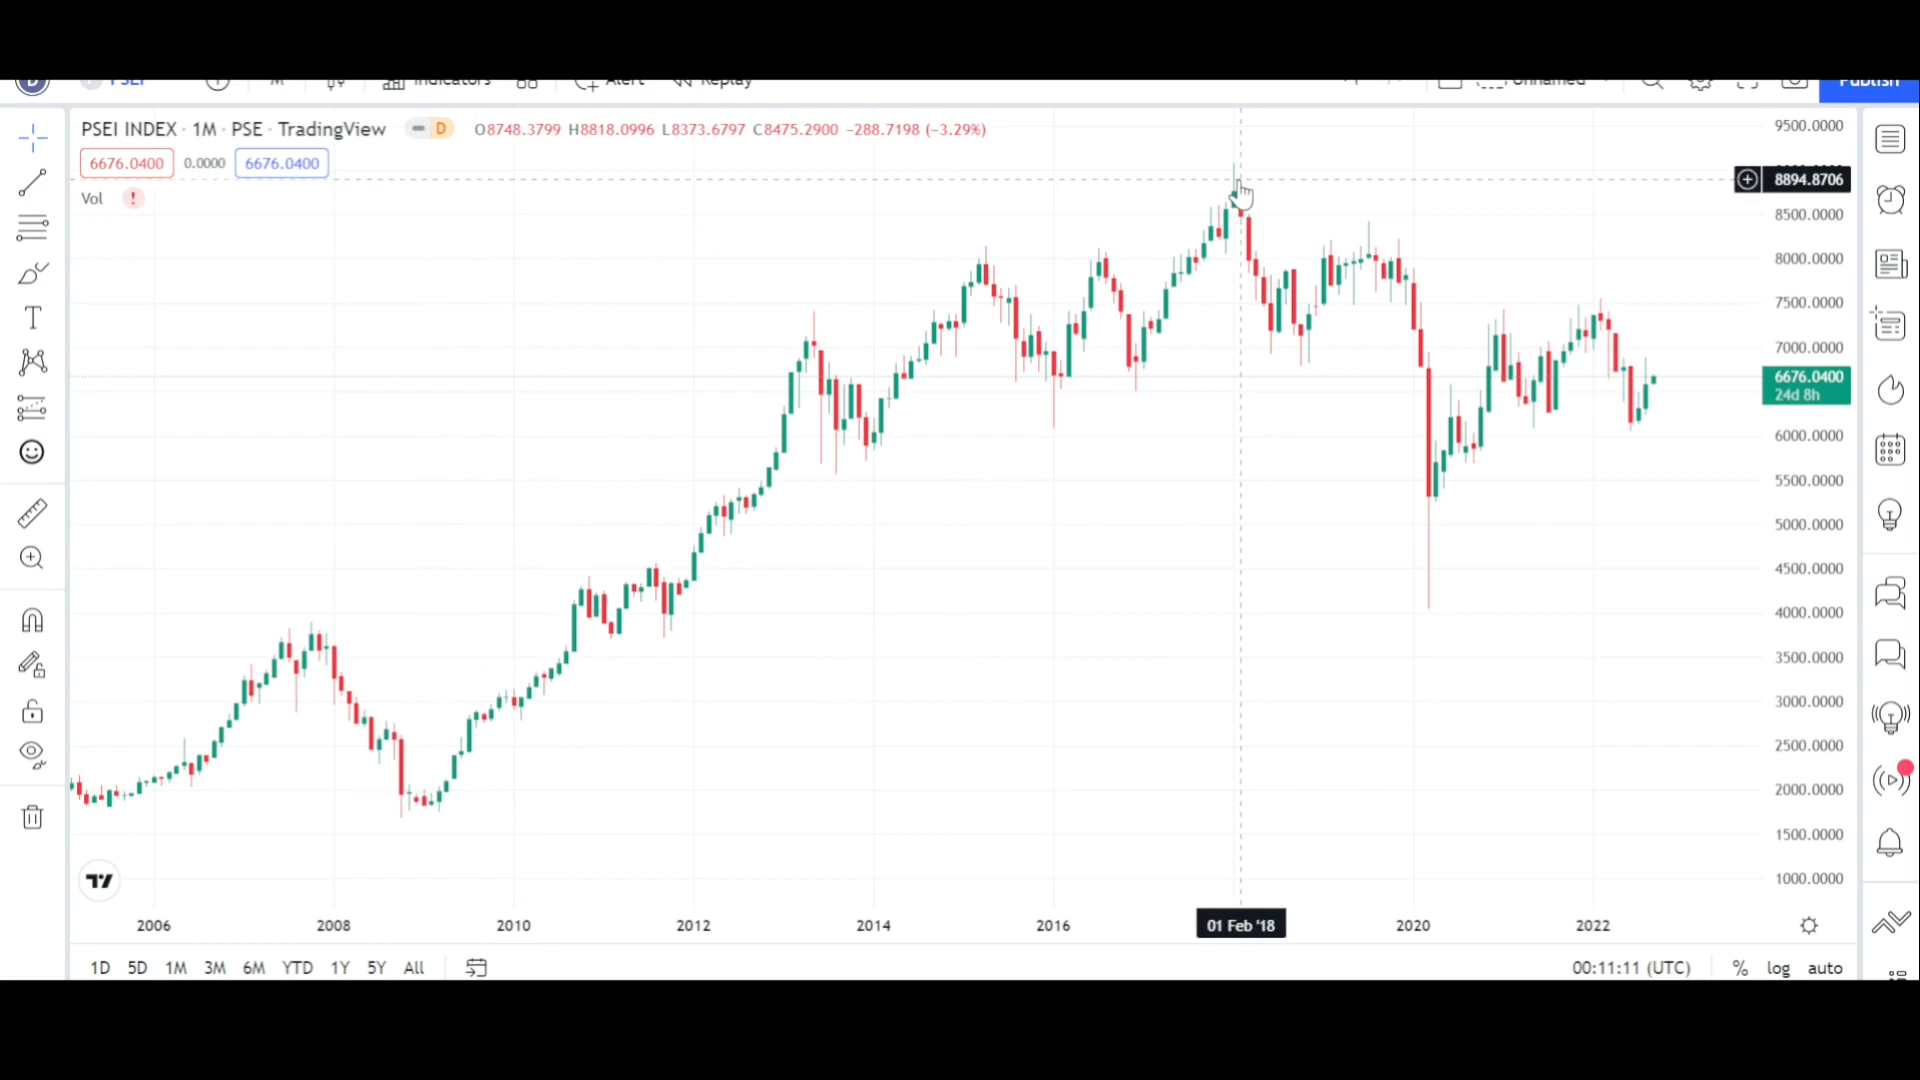 D PSEI M Indicators Alert Replay Unnamed Publish
PSEI INDEX · 1M · PSE · TradingView D O8748.3799 H8818.0996 L8373.6797 C8475.2900 −288.7198 (−3.29%)
6676.0400 0.0000 6676.0400
Vol !
9500.0000
8894.8706
8500.0000
8000.0000
7500.0000
7000.0000
6676.0400
24d 8h
6000.0000
5500.0000
5000.0000
4500.0000
4000.0000
3500.0000
3000.0000
2500.0000
2000.0000
1500.0000
1000.0000
2006 2008 2010 2012 2014 2016 01 Feb '18 2020 2022
1D 5D 1M 3M 6M YTD 1Y 5Y All 00:11:11 (UTC) % log auto